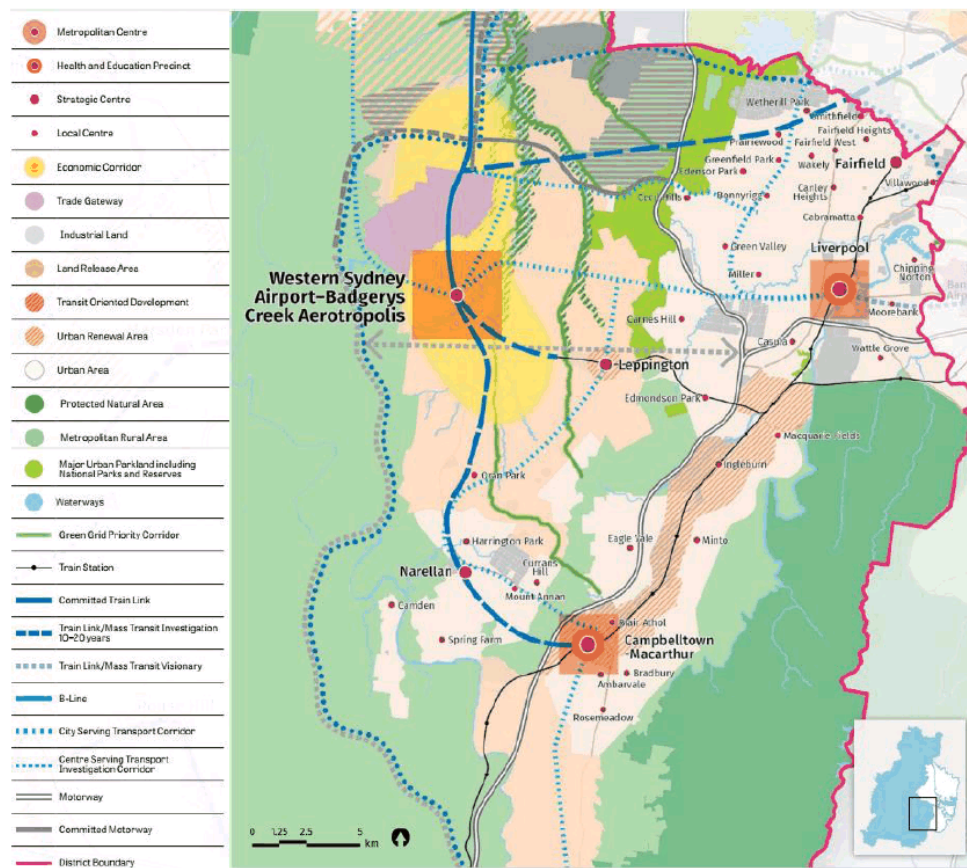 Metropolitan Centre
Health and Education Precinct
Strategic Centre
Local Centre
Economic Corridor
Trade Gateway
Industrial Land
Land Release Area
Transit Oriented Development
Urban Renewal Area
Urban Area
Protected Natural Area
Metropolitan Rural Area
Major Urban Parkland including
National Parks and Reserves
Waterways
Green Grid Priority Corridor
Train Station
Committed Train Link
Train Link/Mass Transit Investigation
10-20 years
Train Link/Mass Transit Visionary
B-Line
City Serving Transport Corridor
Centre Serving Transport
Investigation Corridor
Motorway
Committed Motorway
District Boundary
Wetherill Park
Smithfield
Prairiewood
Fairfield Heights
Fairfield West
Greenfield Park
Wakely
Fairfield
Edensor Park
Villawood
Cecil Hills
Bonnyrigg
Canley
Heights
Cabramatta
Green Valley
Liverpool
Miller
Chipping
Norton
Western Sydney
Airport–Badgerys
Creek Aerotropolis
Moorebank
Carnes Hill
Casula
Wattle Grove
Leppington
Edmondson Park
Macquarie Fields
Ingleburn
Oran Park
Harrington Park
Eagle Vale
Minto
Currans
Hill
Narellan
Mount Annan
Camden
Blair Athol
Spring Farm
Campbelltown
-Macarthur
Bradbury
Ambarvale
Rosemeadow
0 1.25 2.5 5
km